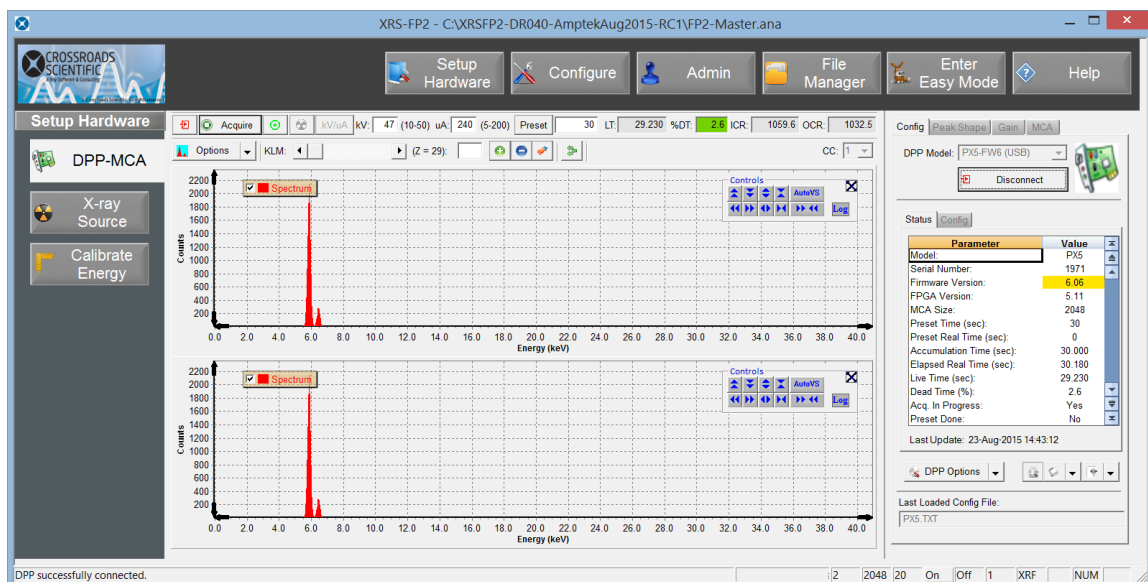 XRS-FP2 - C:\XRSFP2-DR040-AmptekAug2015-RC1\FP2-Master.ana
CROSSROADS
SCIENTIFIC
Setup Hardware
Configure
Admin
File Manager
Enter Easy Mode
Help
Setup Hardware
DPP-MCA
X-ray Source
Calibrate Energy
Acquire kV/uA kV: 47 (10-50) uA: 240 (5-200) Preset 30 LT: 29.230 %DT: 2.6 ICR: 1059.6 OCR: 1032.5
Options KLM: (Z = 29): CC: 1
Spectrum
Controls
AutoVS
Log
2200
2000
1800
1600
1400
1200
1000
800
600
400
200
Counts
0.0 2.0 4.0 6.0 8.0 10.0 12.0 14.0 16.0 18.0 20.0 22.0 24.0 26.0 28.0 30.0 32.0 34.0 36.0 38.0 40.0
Energy (keV)
Spectrum
Controls
AutoVS
Log
2200
2000
1800
1600
1400
1200
1000
800
600
400
200
Counts
0.0 2.0 4.0 6.0 8.0 10.0 12.0 14.0 16.0 18.0 20.0 22.0 24.0 26.0 28.0 30.0 32.0 34.0 36.0 38.0 40.0
Energy (keV)
Config Peak Shape Gain MCA
DPP Model: PX5-FW6 (USB)
Disconnect
Status Config
Parameter Value
Model: PX5
Serial Number: 1971
Firmware Version: 6.06
FPGA Version: 5.11
MCA Size: 2048
Preset Time (sec): 30
Preset Real Time (sec): 0
Accumulation Time (sec): 30.000
Elapsed Real Time (sec): 30.180
Live Time (sec): 29.230
Dead Time (%): 2.6
Acq. In Progress: Yes
Preset Done: No
Last Update: 23-Aug-2015 14:43:12
DPP Options
Last Loaded Config File:
PX5.TXT
DPP successfully connected. 2 2048 20 On Off 1 XRF NUM